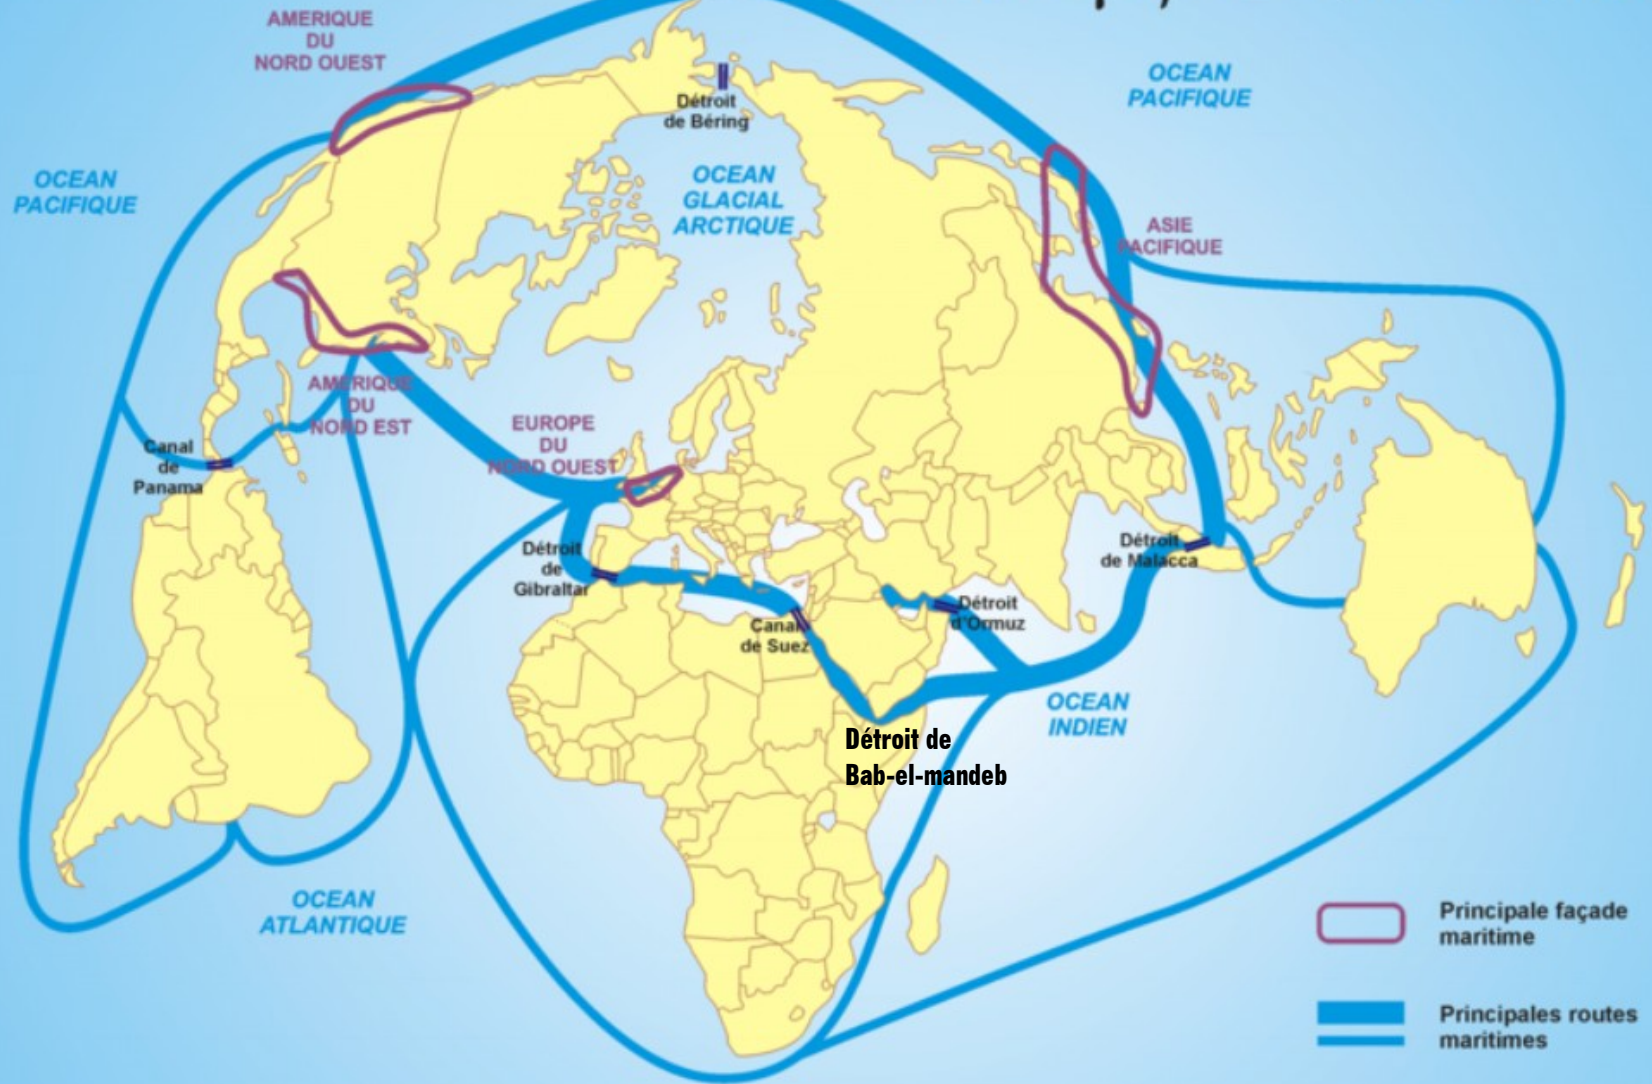 AMERIQUE
DU
NORD OUEST
OCEAN
PACIFIQUE
Détroit
de Béring
OCEAN
PACIFIQUE
OCEAN
GLACIAL
ARCTIQUE
ASIE
PACIFIQUE
AMERIQUE
DU
NORD EST
EUROPE
DU
NORD OUEST
Canal
de
Panama
Détroit
de
Gibraltar
Détroit
de Malacca
Détroit
d'Ormuz
Canal
de Suez
OCEAN
INDIEN
Détroit de
Bab-el-mandeb
OCEAN
ATLANTIQUE
Principale façade
maritime
Principales routes
maritimes